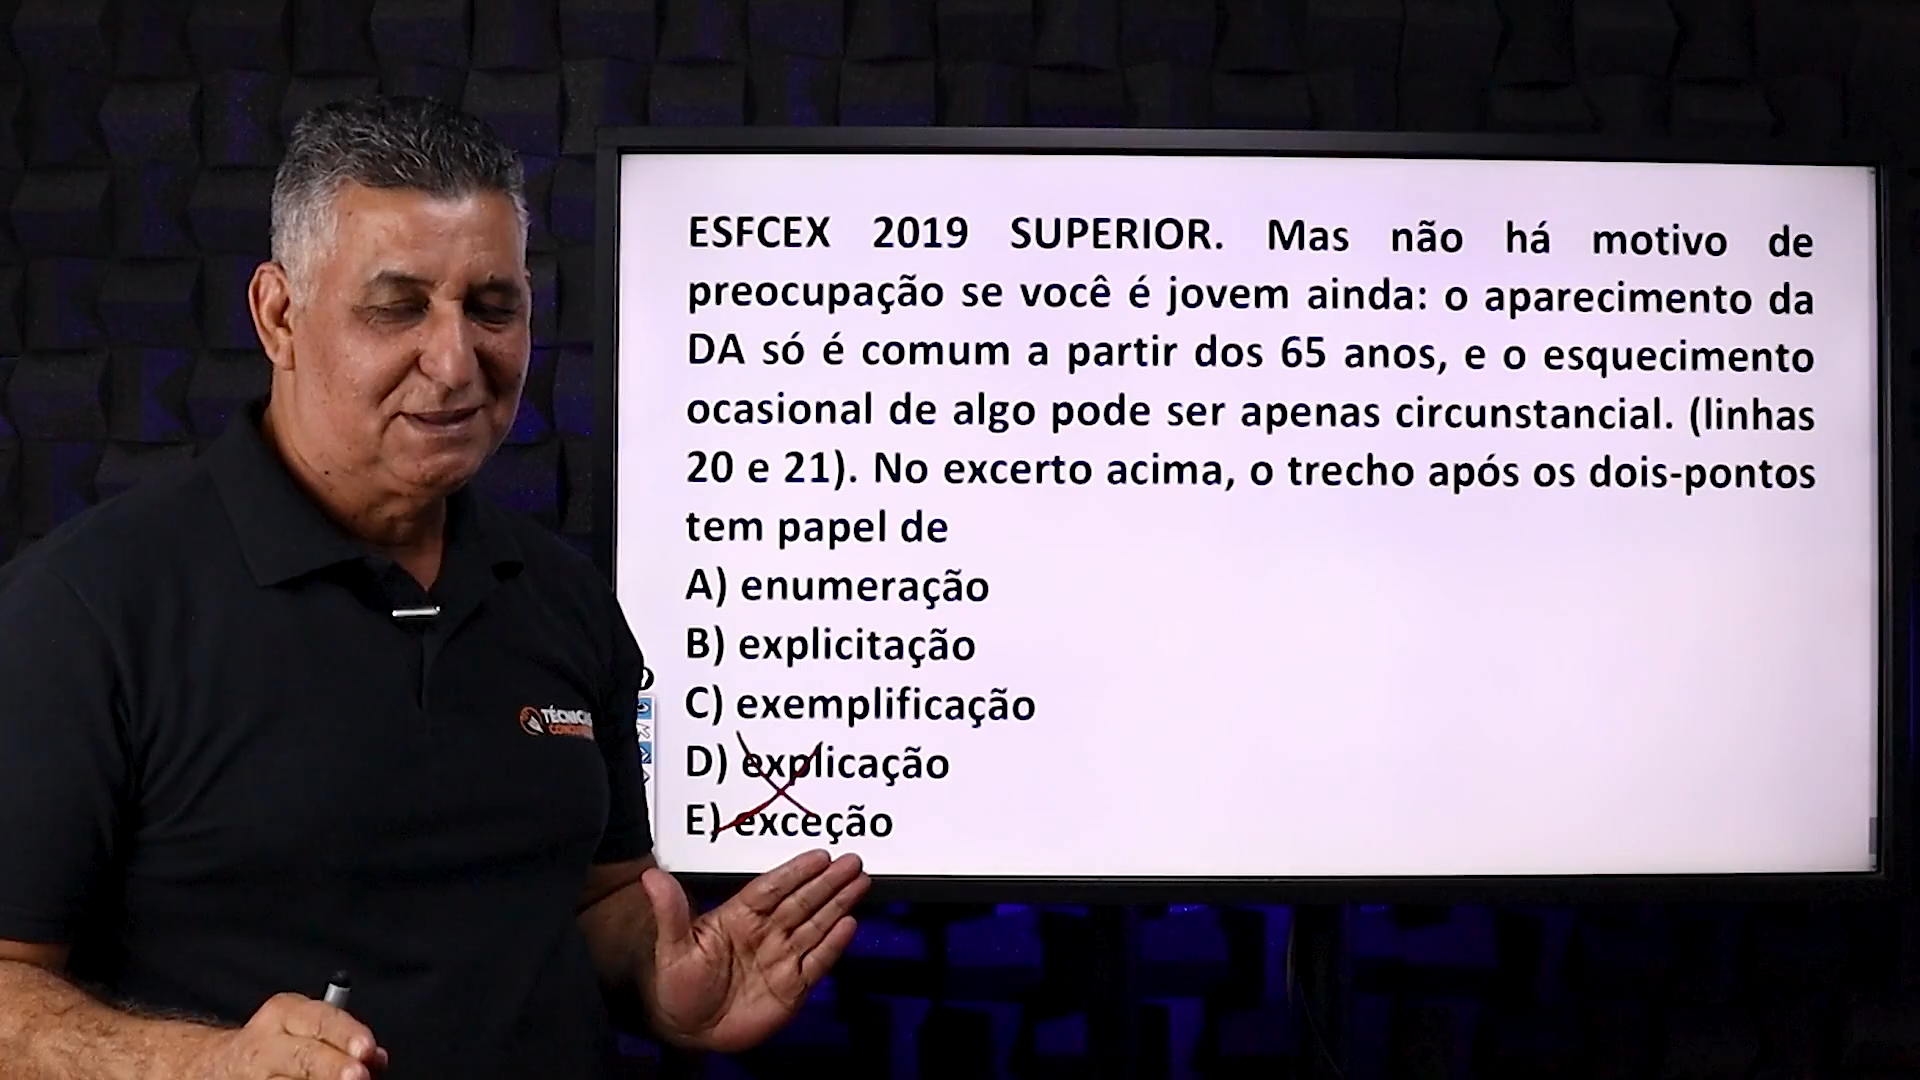 ESFCEX 2019 SUPERIOR. Mas não há motivo de
preocupação se você é jovem ainda: o aparecimento da
DA só é comum a partir dos 65 anos, e o esquecimento
ocasional de algo pode ser apenas circunstancial. (linhas
20 e 21). No excerto acima, o trecho após os dois-pontos
tem papel de
A) enumeração
B) explicitação
C) exemplificação
D) explicação
E) exceção
TÉCNICAS